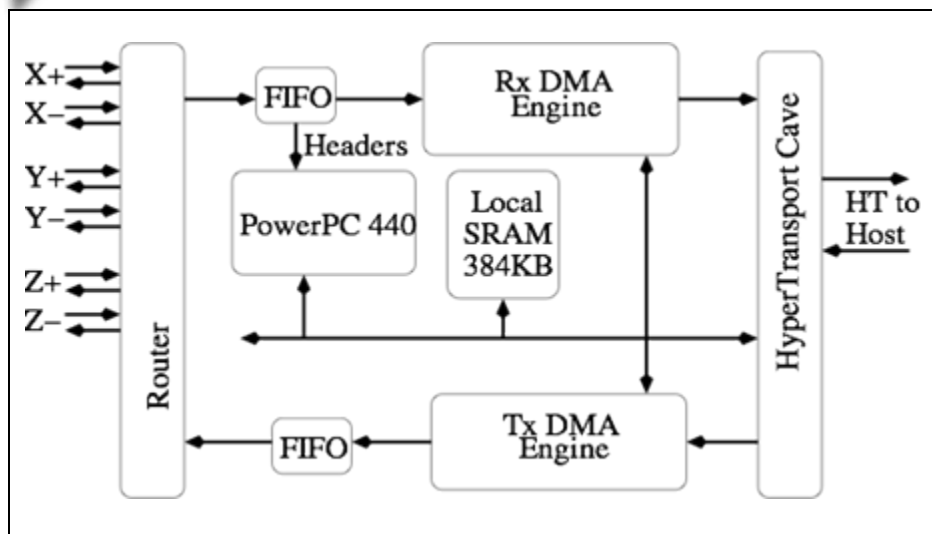 X+
X−
Y+
Y−
Z+
Z−
Router
FIFO
Headers
PowerPC 440
Rx DMA
Engine
Local
SRAM
384KB
FIFO
Tx DMA
Engine
HyperTransport Cave
HT to
Host